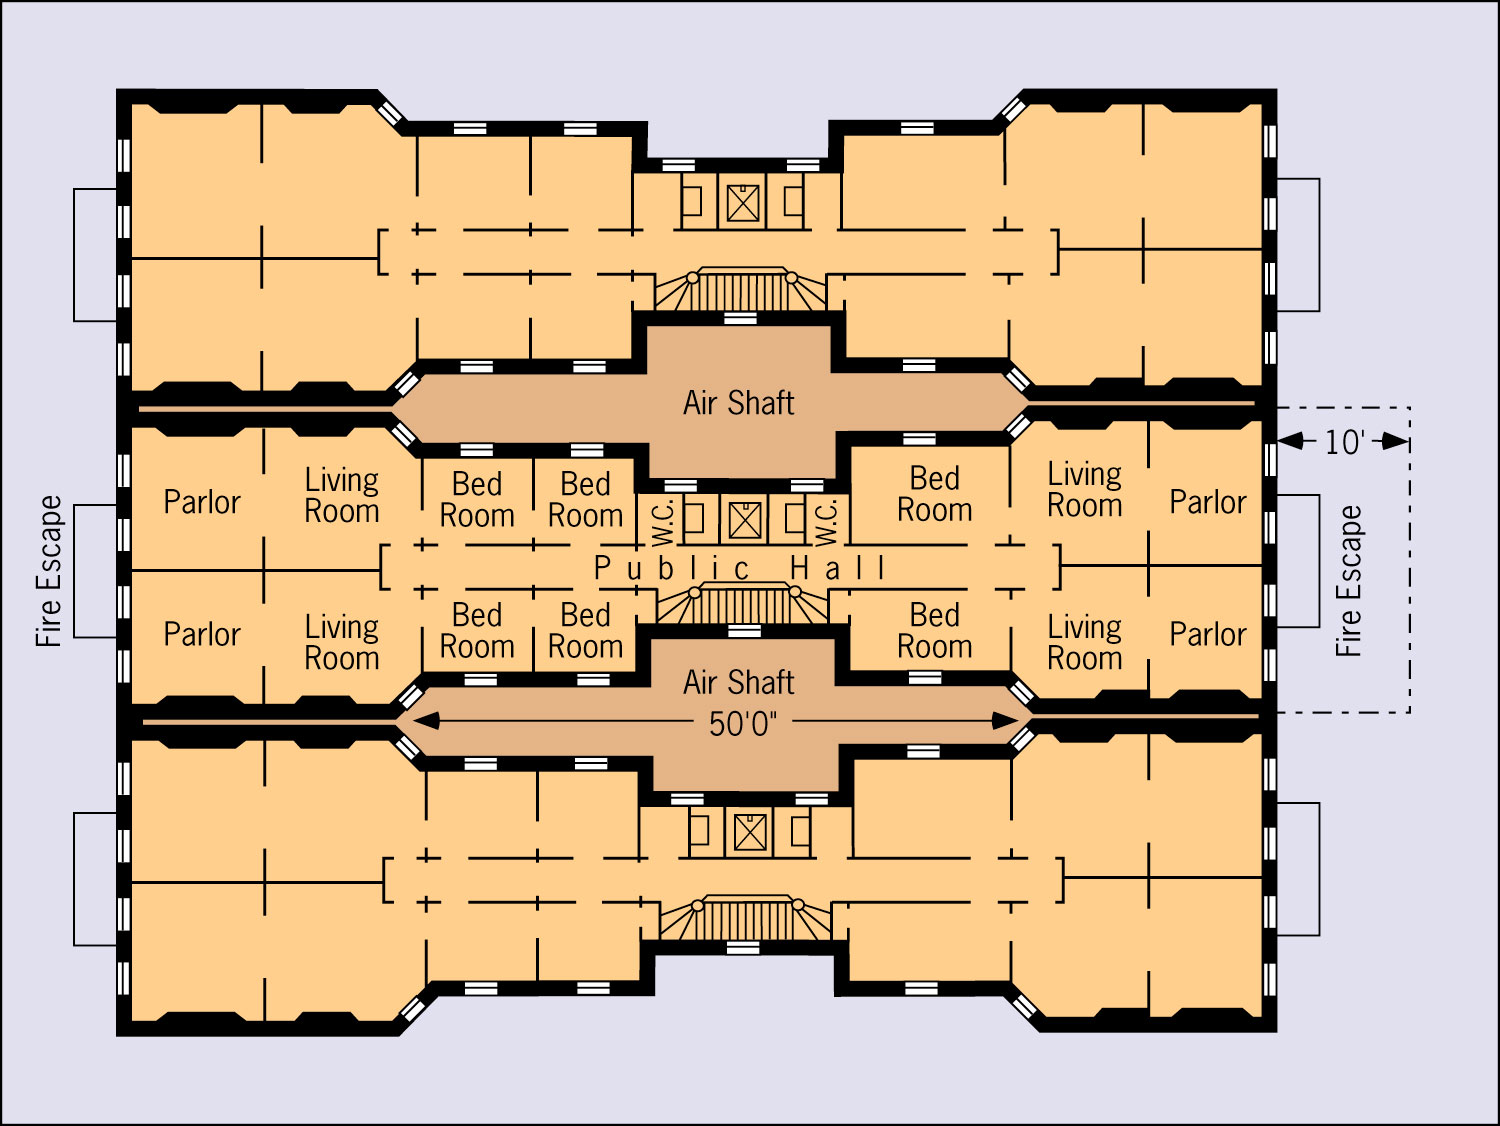 Air Shaft
10'
Parlor
Living
Room
Bed
Room
Bed
Room
W.C.
W.C.
Bed
Room
Living
Room
Parlor
Fire Escape
Public Hall
Fire Escape
Parlor
Living
Room
Bed
Room
Bed
Room
Bed
Room
Living
Room
Parlor
Air Shaft
50'0"